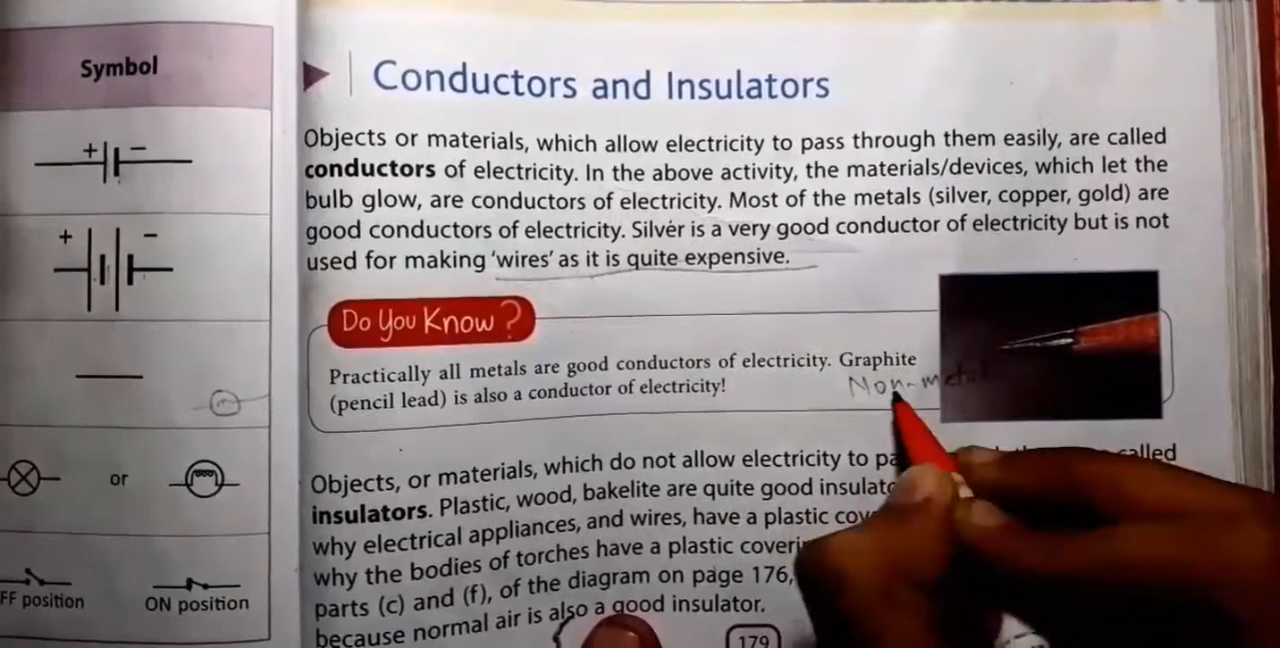 Symbol
+ −
+ −
or
FF position
ON position
Conductors and Insulators
Objects or materials, which allow electricity to pass through them easily, are called
conductors of electricity. In the above activity, the materials/devices, which let the
bulb glow, are conductors of electricity. Most of the metals (silver, copper, gold) are
good conductors of electricity. Silver is a very good conductor of electricity but is not
used for making 'wires' as it is quite expensive.
Do You Know?
Practically all metals are good conductors of electricity. Graphite
(pencil lead) is also a conductor of electricity!
Non-metal
Objects, or materials, which do not allow electricity to called
insulators. Plastic, wood, bakelite are quite good
why electrical appliances, and wires, have a plastic
why the bodies of torches have a plastic
parts (c) and (f), of the diagram on page 176,
because normal air is also a good insulator.
179